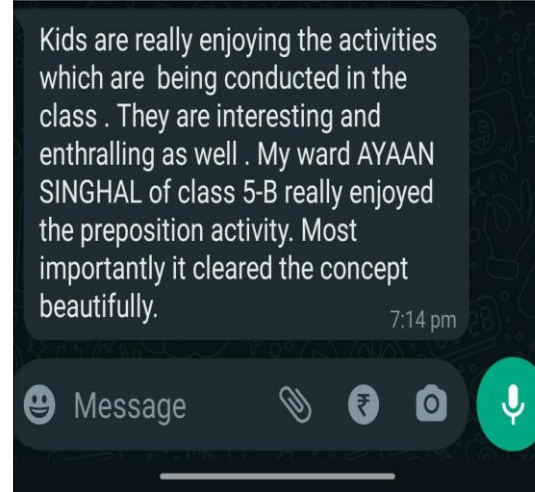 Kids are really enjoying the activities
which are being conducted in the
class . They are interesting and
enthralling as well . My ward AYAAN
SINGHAL of class 5-B really enjoyed
the preposition activity. Most
importantly it cleared the concept
beautifully.
7:14 pm
Message
₹